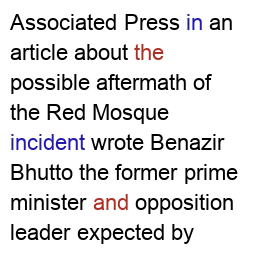 Associated Press in an
article about the
possible aftermath of
the Red Mosque
incident wrote Benazir
Bhutto the former prime
minister and opposition
leader expected by